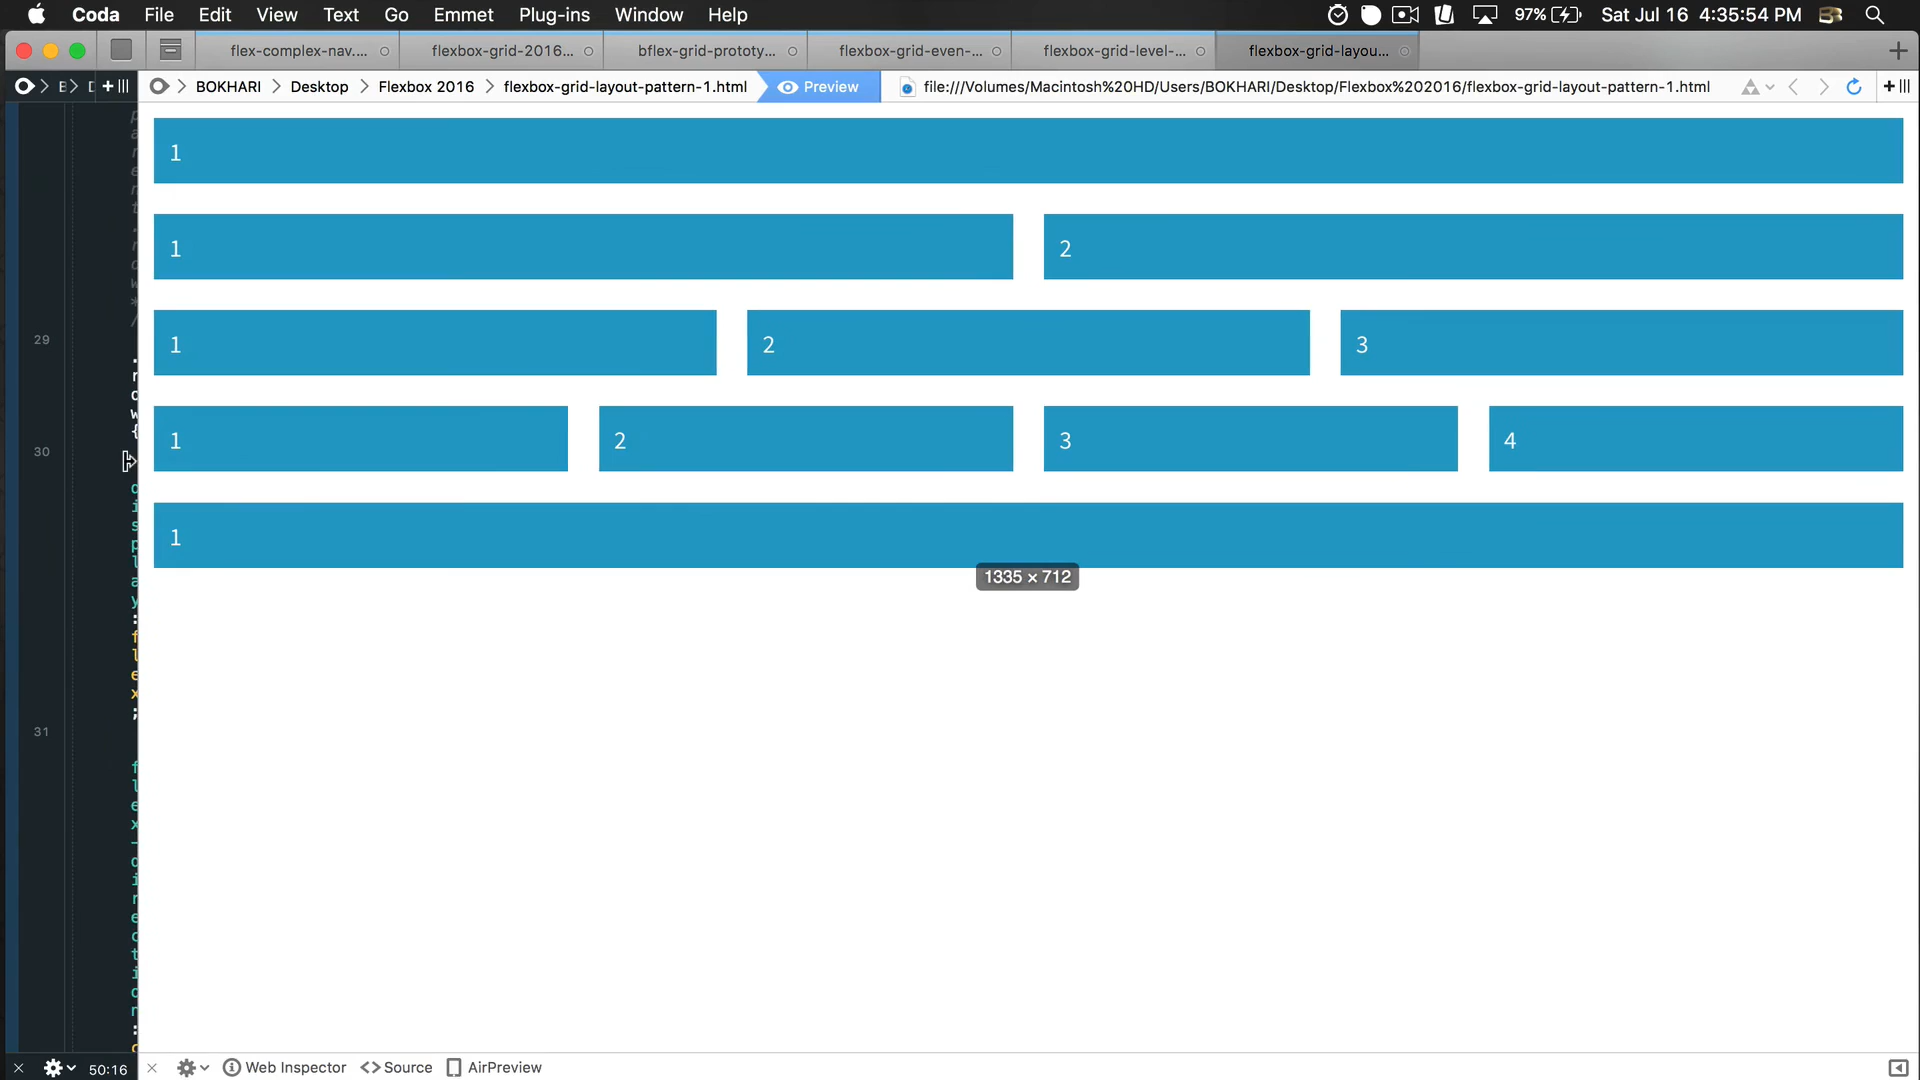 Coda File Edit View Text Go Emmet Plug-ins Window Help 97% Sat Jul 16 4:35:54 PM
flex-complex-nav.... flexbox-grid-2016... bflex-grid-prototy... flexbox-grid-even-... flexbox-grid-level-... flexbox-grid-layou...
BOKHARI Desktop Flexbox 2016 flexbox-grid-layout-pattern-1.html Preview file:///Volumes/Macintosh%20HD/Users/BOKHARI/Desktop/Flexbox%202016/flexbox-grid-layout-pattern-1.html
1
1 2
1 2 3
1 2 3 4
1
1335 × 712
p
a
r
e
n
t
.
r
o
w
*
/
29
.
r
o
w
{
30
d
i
s
p
l
a
y
:
f
l
e
x
;
31
f
l
e
x
-
d
i
r
e
c
t
i
o
n
:
c
50:16 Web Inspector <> Source AirPreview